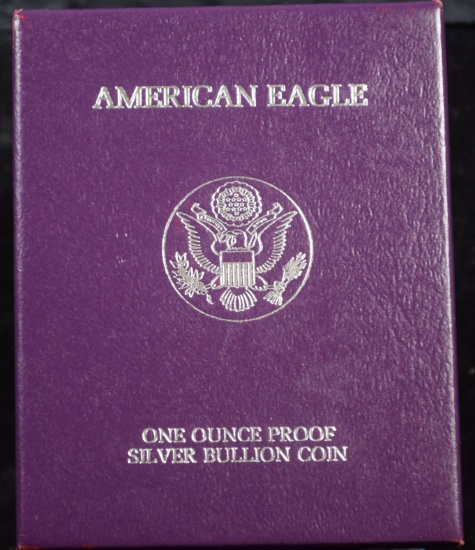 AMERICAN EAGLE
ONE OUNCE PROOF
SILVER BULLION COIN